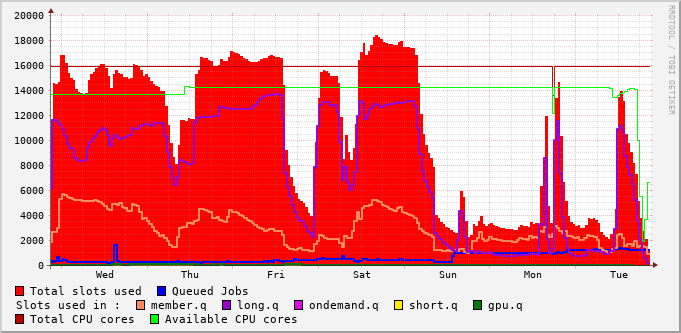 20000
18000
16000
14000
12000
10000
8000
6000
4000
2000
0
Wed Thu Fri Sat Sun Mon Tue
RRDTOOL / TOBI OETIKER
Total slots used Queued Jobs
Slots used in : member.q long.q ondemand.q short.q gpu.q
Total CPU cores Available CPU cores